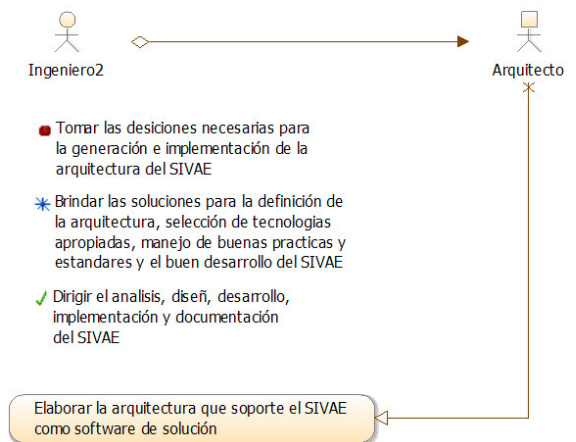 Ingeniero2
Arquitecto
Tomar las desiciones necesarias para
la generación e implementación de la
arquitectura del SIVAE
Brindar las soluciones para la definición de
la arquitectura, selección de tecnologias
apropiadas, manejo de buenas practicas y
estandares y el buen desarrollo del SIVAE
Dirigir el analisis, diseñ, desarrollo,
implementación y documentación
del SIVAE
Elaborar la arquitectura que soporte el SIVAE
como software de solución